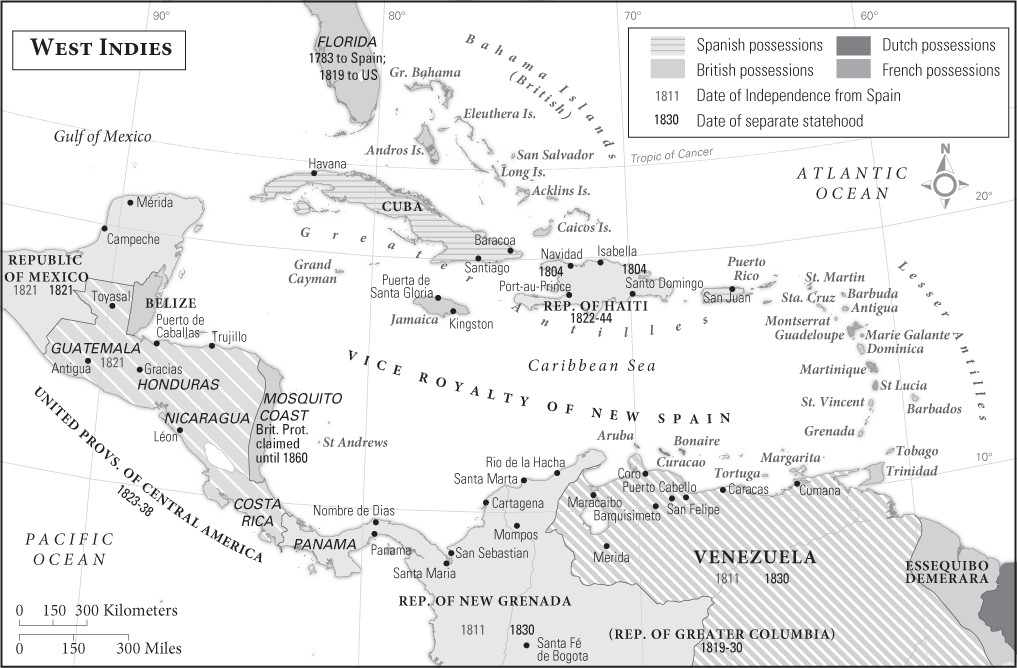 90°
80°
70°
60°
WEST INDIES
Spanish possessions
British possessions
Dutch possessions
French possessions
1811 Date of Independence from Spain
1830 Date of separate statehood
FLORIDA
1783 to Spain;
1819 to US
Bahama Islands
(British)
Gr. Bahama
Eleuthera Is.
Gulf of Mexico
Andros Is.
San Salvador
Long Is.
Acklins Is.
Tropic of Cancer
N
ATLANTIC
OCEAN
20°
Havana
CUBA
Caicos Is.
Mérida
Campeche
Greater
Antilles
Baracoa
Santiago
Navidad
1804
Isabella
1804
Grand
Cayman
Puerta de
Santa Gloria
Jamaica
Kingston
Port-au-Prince
Santo Domingo
REP. OF HAITI
1822-44
Puerto
Rico
San Juan
St. Martin
Sta. Cruz
Barbuda
Antigua
Montserrat
Guadeloupe
Marie Galante
Dominica
Martinique
St Lucia
St. Vincent
Barbados
Grenada
Lesser Antilles
REPUBLIC
OF MEXICO
1821 1821
Toyasal
BELIZE
Puerto de
Caballas
Trujillo
GUATEMALA
1821
Antigua
Gracias
HONDURAS
Caribbean Sea
VICE ROYALTY OF NEW SPAIN
MOSQUITO
COAST
Brit. Prot.
claimed
until 1860
NICARAGUA
Léon
St Andrews
UNITED PROVS. OF CENTRAL AMERICA
1823-38
COSTA
RICA
PACIFIC
OCEAN
Nombre de Dias
PANAMA
Panama
Aruba
Bonaire
Curacao
Tortuga
Margarita
Tobago
Trinidad
10°
Rio de la Hacha
Santa Marta
Cartagena
Mompos
San Sebastian
Santa Maria
Coro
Puerto Cabello
Maracaibo
Barquisimeto
San Felipe
Caracas
Cumana
Merida
VENEZUELA
1811 1830
ESSEQUIBO
DEMERARA
REP. OF NEW GRENADA
1811 1830
Santa Fé
de Bogota
(REP. OF GREATER COLUMBIA)
1819-30
0 150 300 Kilometers
0 150 300 Miles